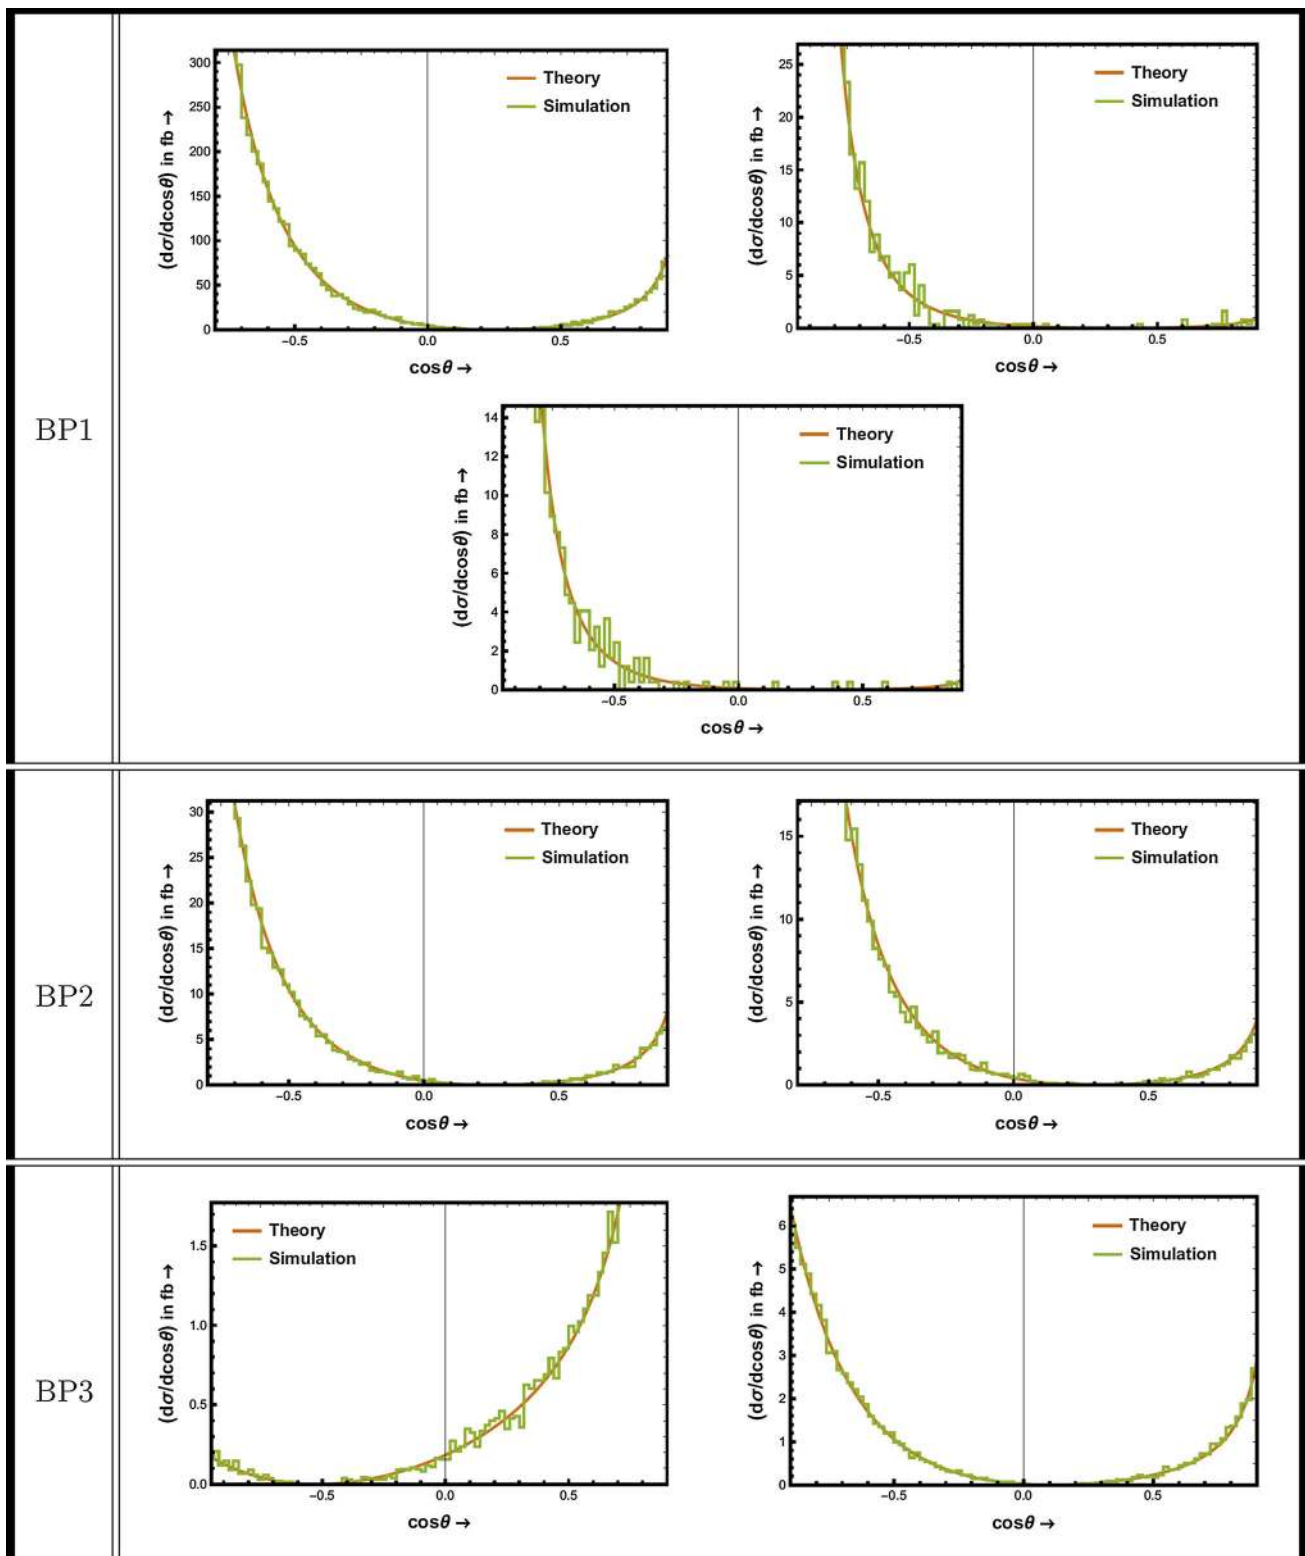 BP1
300
250
200
150
100
50
0
(dσ/dcosθ) in fb →
Theory
Simulation
−0.5 0.0 0.5
cosθ →
25
20
15
10
5
0
(dσ/dcosθ) in fb →
Theory
Simulation
−0.5 0.0 0.5
cosθ →
14
12
10
8
6
4
2
0
(dσ/dcosθ) in fb →
Theory
Simulation
−0.5 0.0 0.5
cosθ →
BP2
30
25
20
15
10
5
0
(dσ/dcosθ) in fb →
Theory
Simulation
−0.5 0.0 0.5
cosθ →
15
10
5
0
(dσ/dcosθ) in fb →
Theory
Simulation
−0.5 0.0 0.5
cosθ →
BP3
1.5
1.0
0.5
0.0
(dσ/dcosθ) in fb →
Theory
Simulation
−0.5 0.0 0.5
cosθ →
6
5
4
3
2
1
0
(dσ/dcosθ) in fb →
Theory
Simulation
−0.5 0.0 0.5
cosθ →